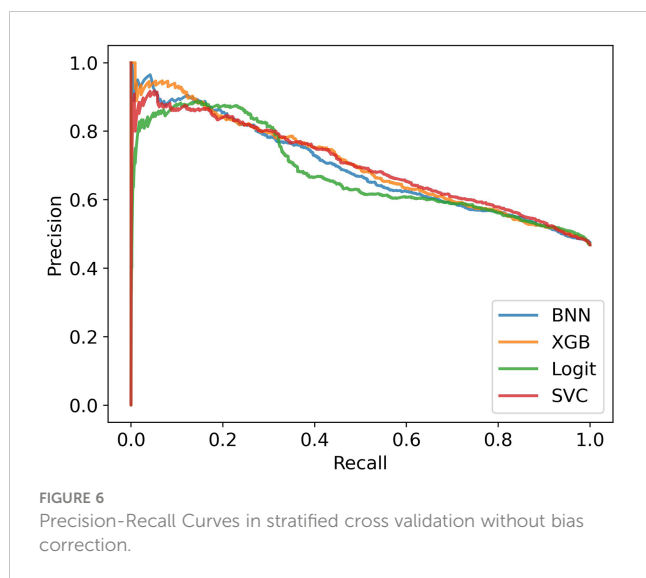 1.0
0.8
0.6
0.4
0.2
0.0
Precision
BNN
XGB
Logit
SVC
0.0 0.2 0.4 0.6 0.8 1.0
Recall
FIGURE 6
Precision-Recall Curves in stratified cross validation without bias
correction.